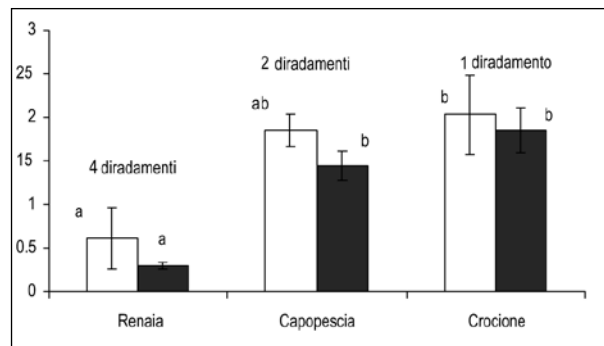 3
25
2
15
1
0.5
0
4 diradamenti
2 diradamenti
1 diradamento
a
a
ab
b
b
b
Renaia
Capopescia
Crocione